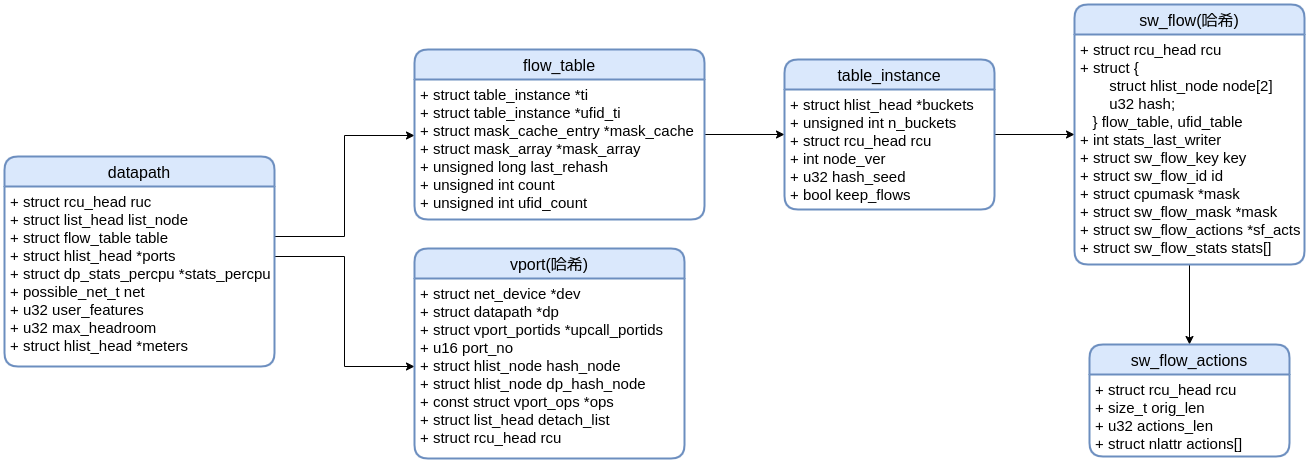 datapath
+ struct rcu_head ruc
+ struct list_head list_node
+ struct flow_table table
+ struct hlist_head *ports
+ struct dp_stats_percpu *stats_percpu
+ possible_net_t net
+ u32 user_features
+ u32 max_headroom
+ struct hlist_head *meters
flow_table
+ struct table_instance *ti
+ struct table_instance *ufid_ti
+ struct mask_cache_entry *mask_cache
+ struct mask_array *mask_array
+ unsigned long last_rehash
+ unsigned int count
+ unsigned int ufid_count
vport(哈希)
+ struct net_device *dev
+ struct datapath *dp
+ struct vport_portids *upcall_portids
+ u16 port_no
+ struct hlist_node hash_node
+ struct hlist_node dp_hash_node
+ const struct vport_ops *ops
+ struct list_head detach_list
+ struct rcu_head rcu
table_instance
+ struct hlist_head *buckets
+ unsigned int n_buckets
+ struct rcu_head rcu
+ int node_ver
+ u32 hash_seed
+ bool keep_flows
sw_flow(哈希)
+ struct rcu_head rcu
+ struct {
struct hlist_node node[2]
u32 hash;
} flow_table, ufid_table
+ int stats_last_writer
+ struct sw_flow_key key
+ struct sw_flow_id id
+ struct cpumask *mask
+ struct sw_flow_mask *mask
+ struct sw_flow_actions *sf_acts
+ struct sw_flow_stats stats[]
sw_flow_actions
+ struct rcu_head rcu
+ size_t orig_len
+ u32 actions_len
+ struct nlattr actions[]